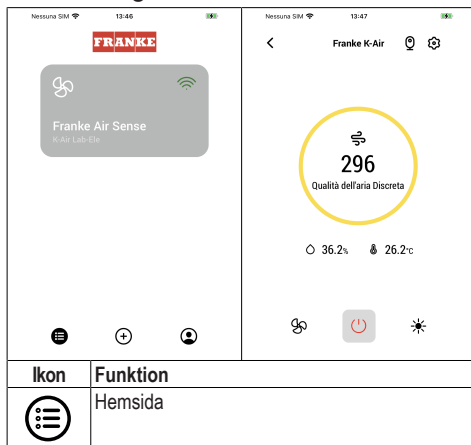 Nessuna SIM 13:46
FRANKE
Franke Air Sense
K-Air Lab-Ele
Nessuna SIM 13:47
Franke K-Air
296
Qualità dell'aria Discreta
36.2% 26.2°C
Ikon Funktion
Hemsida